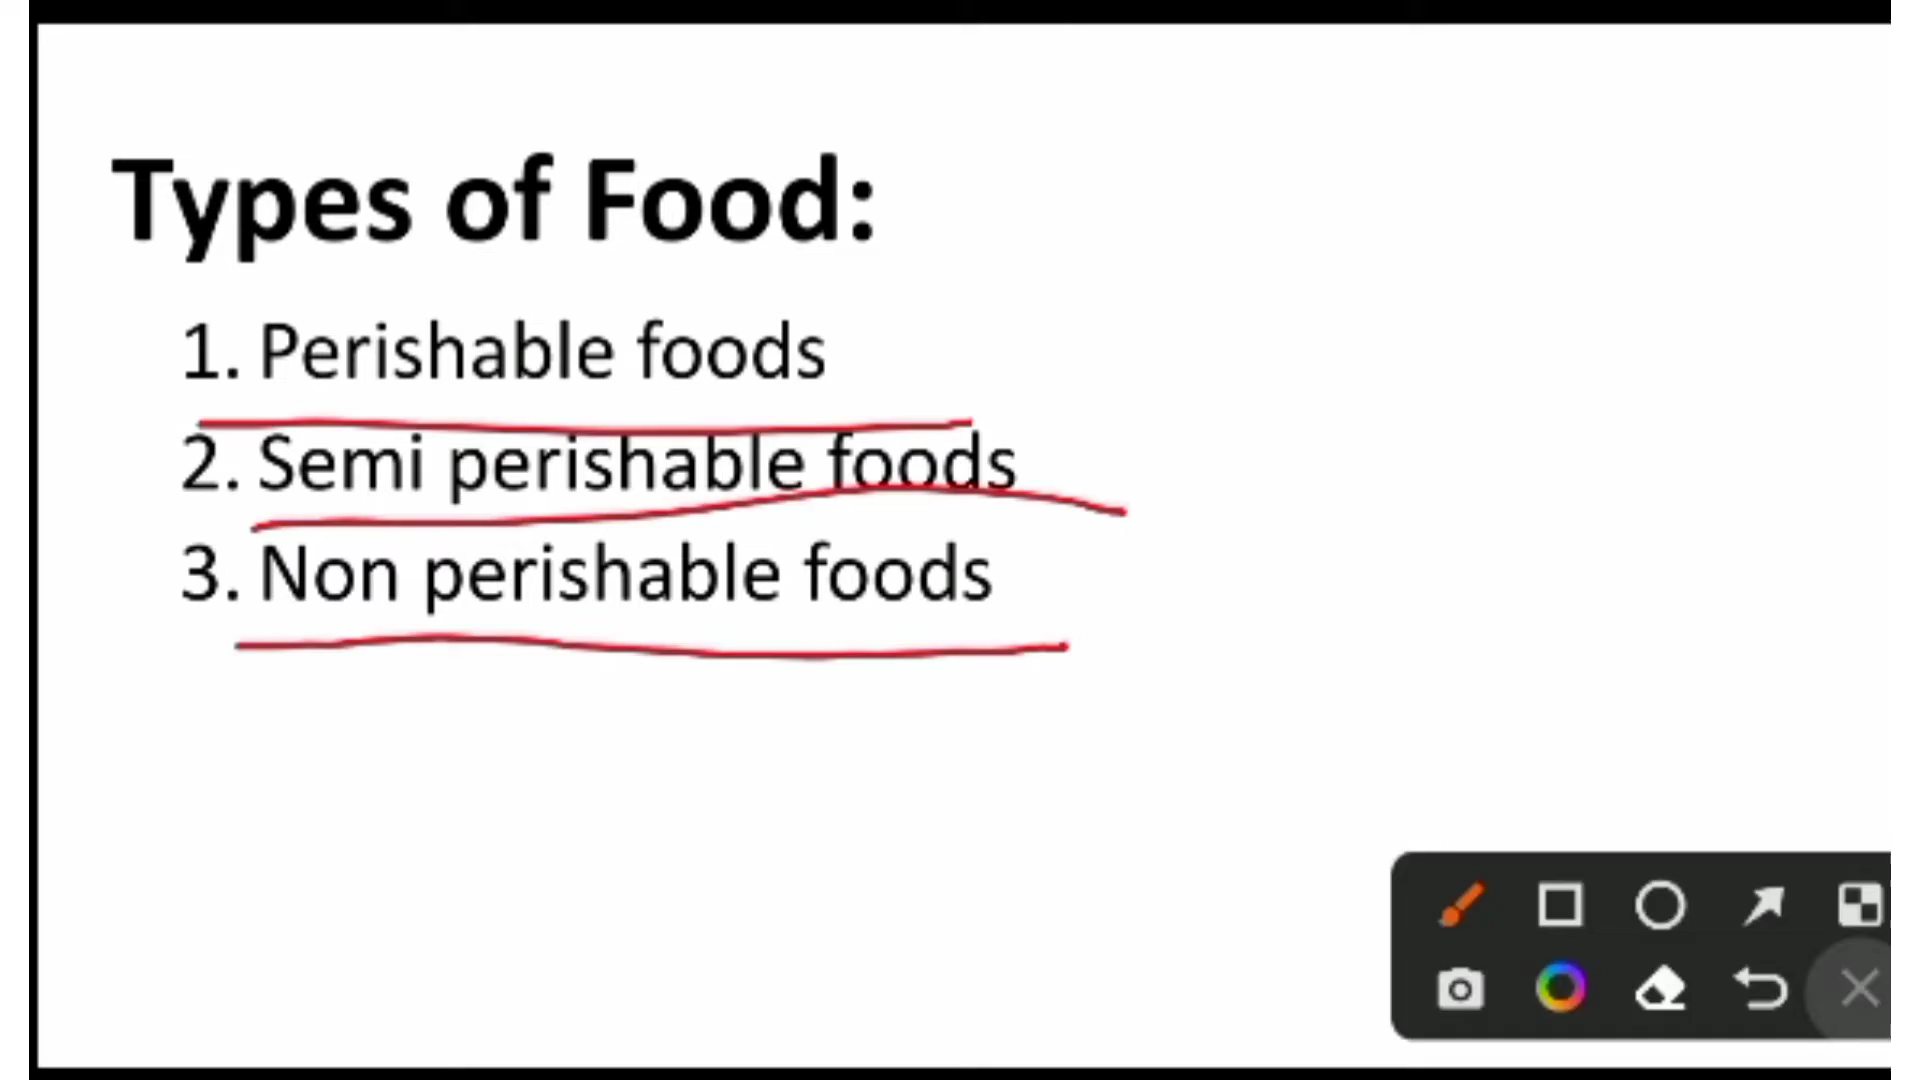 Types of Food:
1. Perishable foods
2. Semi perishable foods
3. Non perishable foods